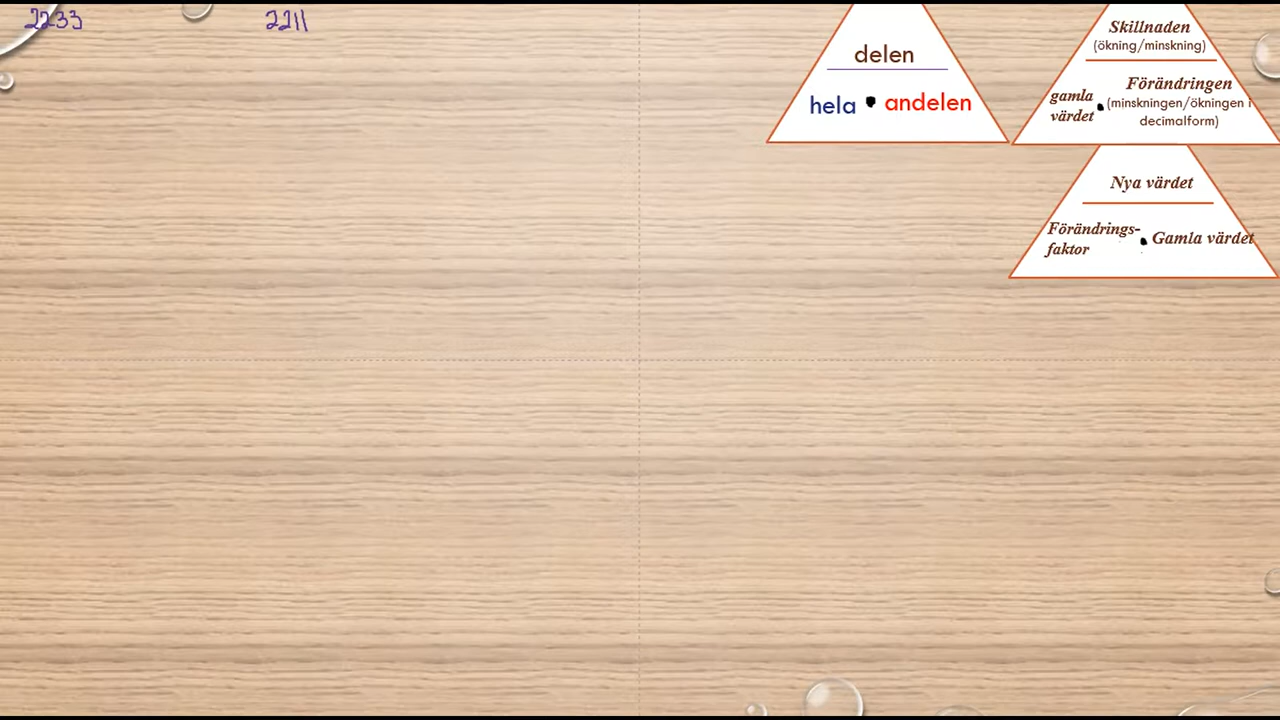 2233
2211
delen
hela • andelen
Skillnaden
(ökning/minskning)
gamla värdet • Förändringen
(minskningen/ökningen i
decimalform)
Nya värdet
Förändrings-
faktor • Gamla värdet